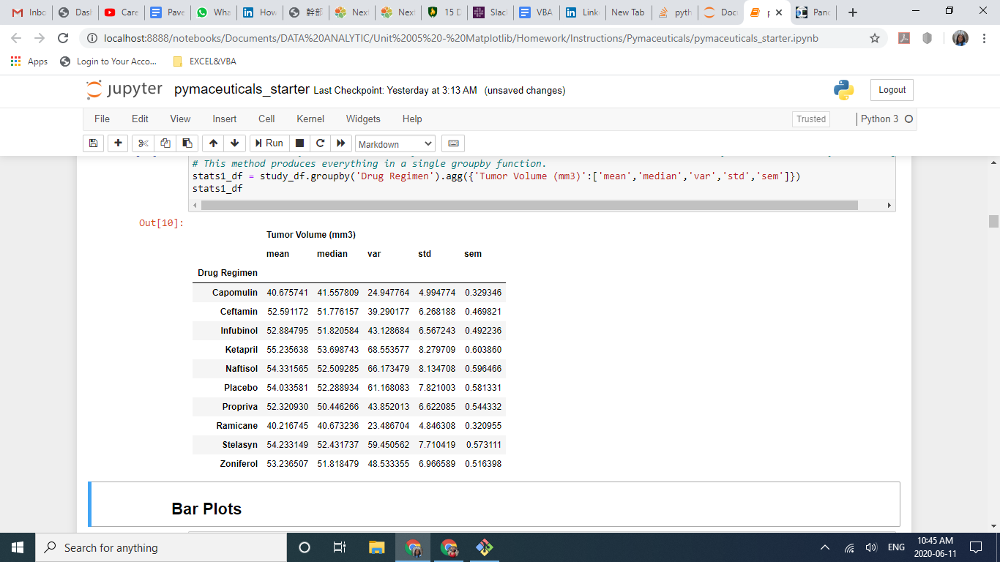 Inbo Dash Care Pave Wha How 幹部 Next Next 15 D Slac VBA Link New Tab pyth Docu Panc
localhost:8888/notebooks/Documents/DATA%20ANALYTIC/Unit%2005%20-%20Matplotlib/Homework/Instructions/Pymaceuticals/pymaceuticals_starter.ipynb
Apps Login to Your Acco... EXCEL&VBA
jupyter pymaceuticals_starter Last Checkpoint: Yesterday at 3:13 AM (unsaved changes) Logout
File Edit View Insert Cell Kernel Widgets Help Trusted Python 3
Run Markdown
# This method produces everything in a single groupby function.
stats1_df = study_df.groupby('Drug Regimen').agg({'Tumor Volume (mm3)':['mean','median','var','std','sem']})
stats1_df
Out[10]:
Tumor Volume (mm3)
mean median var std sem
Drug Regimen
Capomulin 40.675741 41.557809 24.947764 4.994774 0.329346
Ceftamin 52.591172 51.776157 39.290177 6.268188 0.469821
Infubinol 52.884795 51.820584 43.128684 6.567243 0.492236
Ketapril 55.235638 53.698743 68.553577 8.279709 0.603860
Naftisol 54.331565 52.509285 66.173479 8.134708 0.596466
Placebo 54.033581 52.288934 61.168083 7.821003 0.581331
Propriva 52.320930 50.446266 43.852013 6.622085 0.544332
Ramicane 40.216745 40.673236 23.486704 4.846308 0.320955
Stelasyn 54.233149 52.431737 59.450562 7.710419 0.573111
Zoniferol 53.236507 51.818479 48.533355 6.966589 0.516398
Bar Plots
Search for anything ENG 10:45 AM
2020-06-11